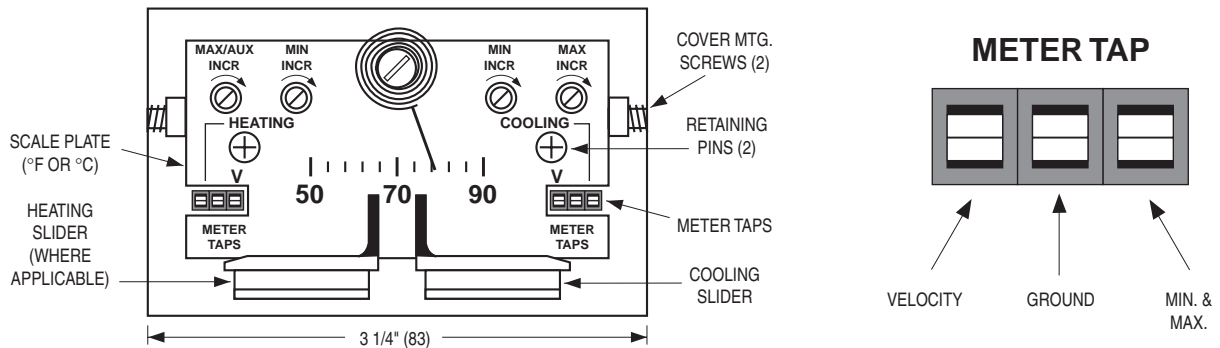 MAX/AUX
INCR
MIN
INCR
MIN
INCR
MAX
INCR
COVER MTG.
SCREWS (2)
METER TAP
HEATING
COOLING
RETAINING
PINS (2)
SCALE PLATE
(°F OR °C)
V
V
50 70 90
HEATING
SLIDER
(WHERE
APPLICABLE)
METER
TAPS
METER
TAPS
METER TAPS
COOLING
SLIDER
3 1/4" (83)
VELOCITY
GROUND
MIN. &
MAX.